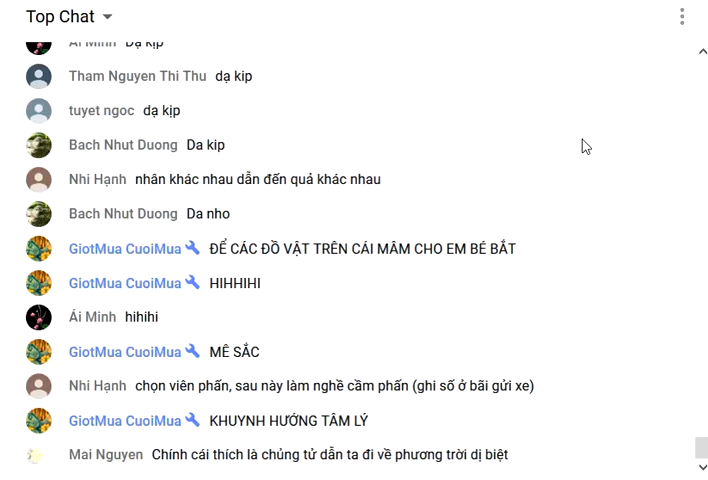 Top Chat
Ái Minh Dạ kịp
Tham Nguyen Thi Thu dạ kịp
tuyet ngoc dạ kịp
Bach Nhut Duong Da kip
Nhi Hạnh nhân khác nhau dẫn đến quả khác nhau
Bach Nhut Duong Da nho
GiotMua CuoiMua ĐỂ CÁC ĐỒ VẬT TRÊN CÁI MÂM CHO EM BÉ BẮT
GiotMua CuoiMua HIHHIHI
Ái Minh hihihi
GiotMua CuoiMua MÊ SẮC
Nhi Hạnh chọn viên phấn, sau này làm nghề cầm phấn (ghi số ở bãi gửi xe)
GiotMua CuoiMua KHUYNH HƯỚNG TÂM LÝ
Mai Nguyen Chính cái thích là chủng tử dẫn ta đi về phương trời dị biệt